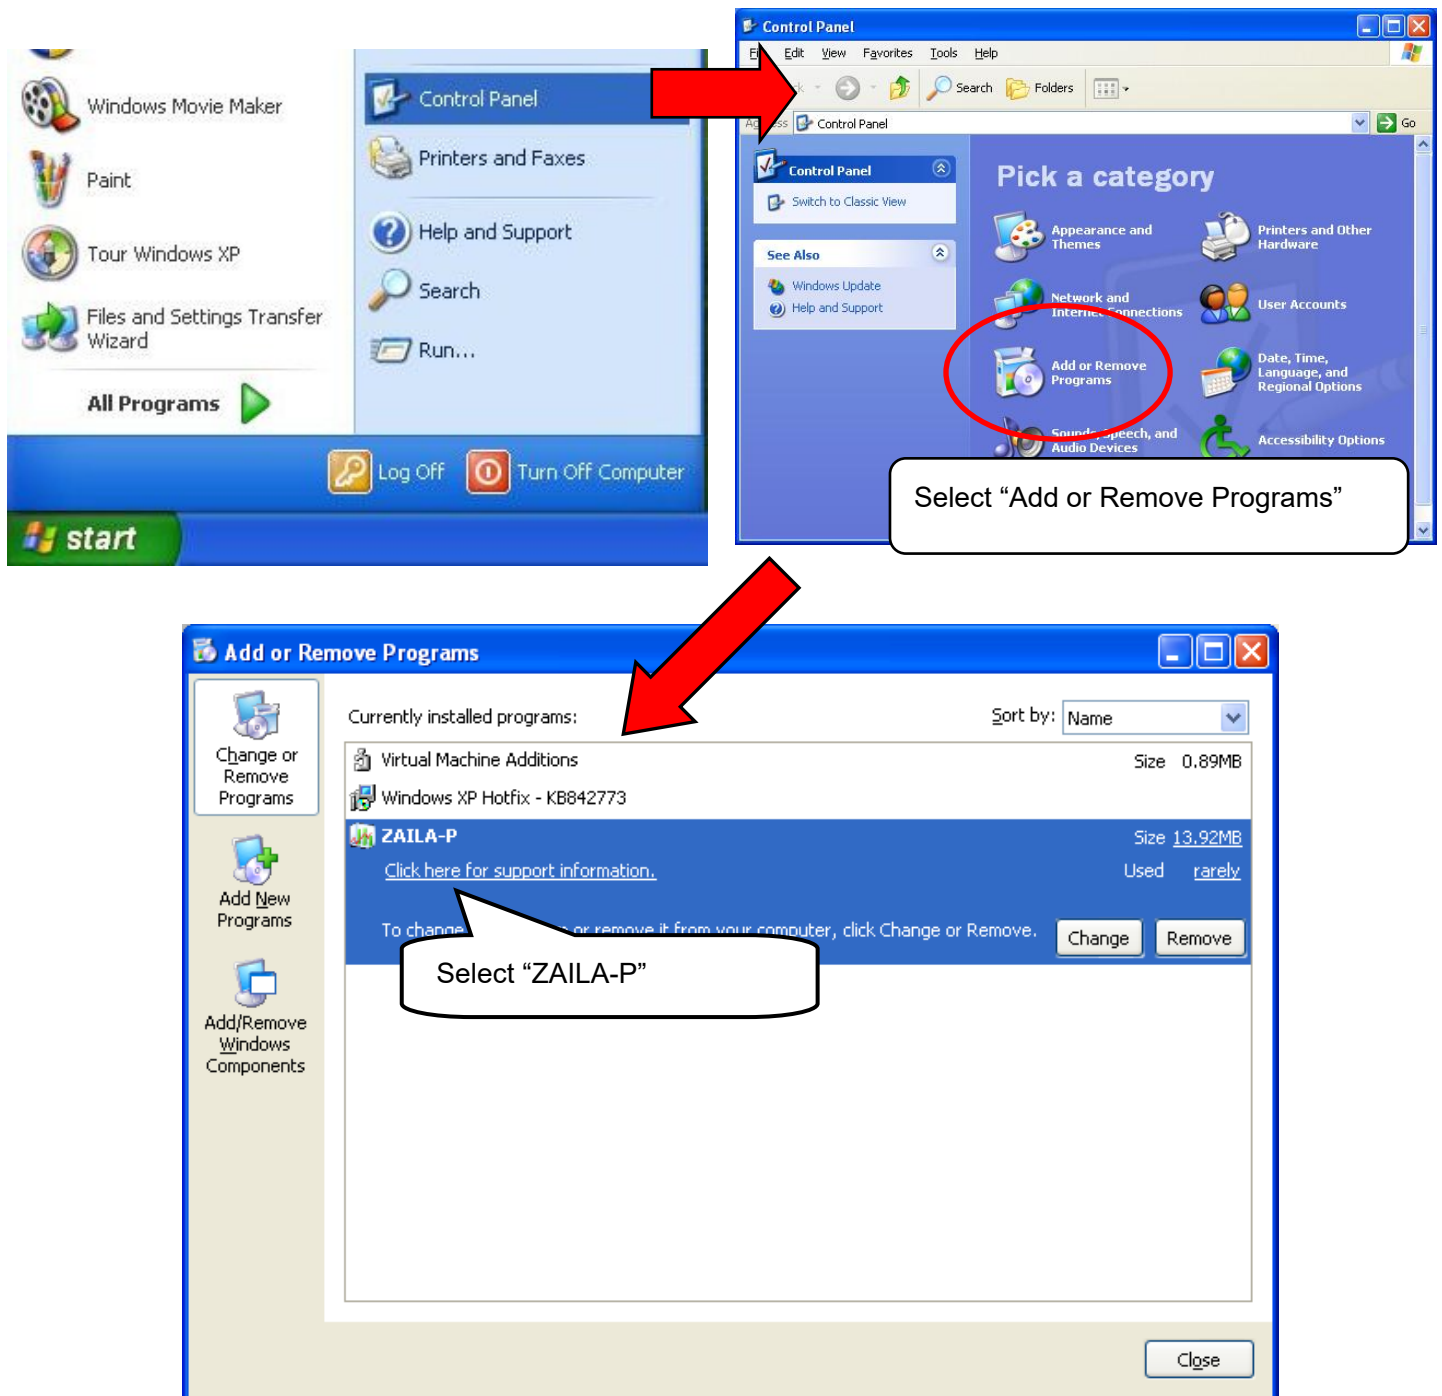 Windows Movie Maker
Paint
Tour Windows XP
Files and Settings Transfer
Wizard
All Programs
Control Panel
Printers and Faxes
Help and Support
Search
Run...
Log Off
Turn Off Computer
start
Control Panel
Edit View Favorites Tools Help
Search Folders
Control Panel
Go
Control Panel
Switch to Classic View
See Also
Windows Update
Help and Support
Pick a category
Appearance and
Themes
Printers and Other
Hardware
Network and
Internet Connections
User Accounts
Add or Remove
Programs
Date, Time,
Language, and
Regional Options
Sounds, Speech, and
Audio Devices
Accessibility Options
Select “Add or Remove Programs”
Add or Remove Programs
Change or
Remove
Programs
Add New
Programs
Add/Remove
Windows
Components
Currently installed programs:
Sort by: Name
Virtual Machine Additions Size 0.89MB
Windows XP Hotfix - KB842773
ZAILA-P Size 13.92MB
Click here for support information. Used rarely
To change or remove it from your computer, click Change or Remove.
Change Remove
Select “ZAILA-P”
Close